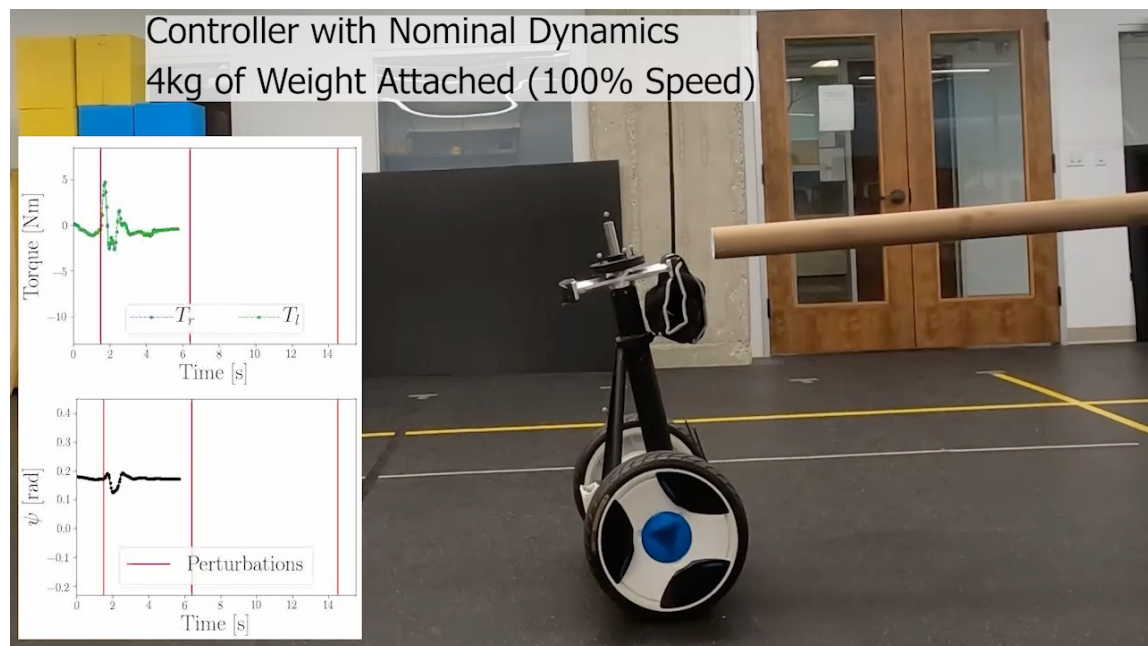 Controller with Nominal Dynamics
4kg of Weight Attached (100% Speed)
Torque [Nm]
5
0
−5
−10
T_r T_l
0 2 4 6 8 10 12 14
Time [s]
ψ [rad]
0.4
0.3
0.2
0.1
0.0
−0.1
−0.2
Perturbations
0 2 4 6 8 10 12 14
Time [s]